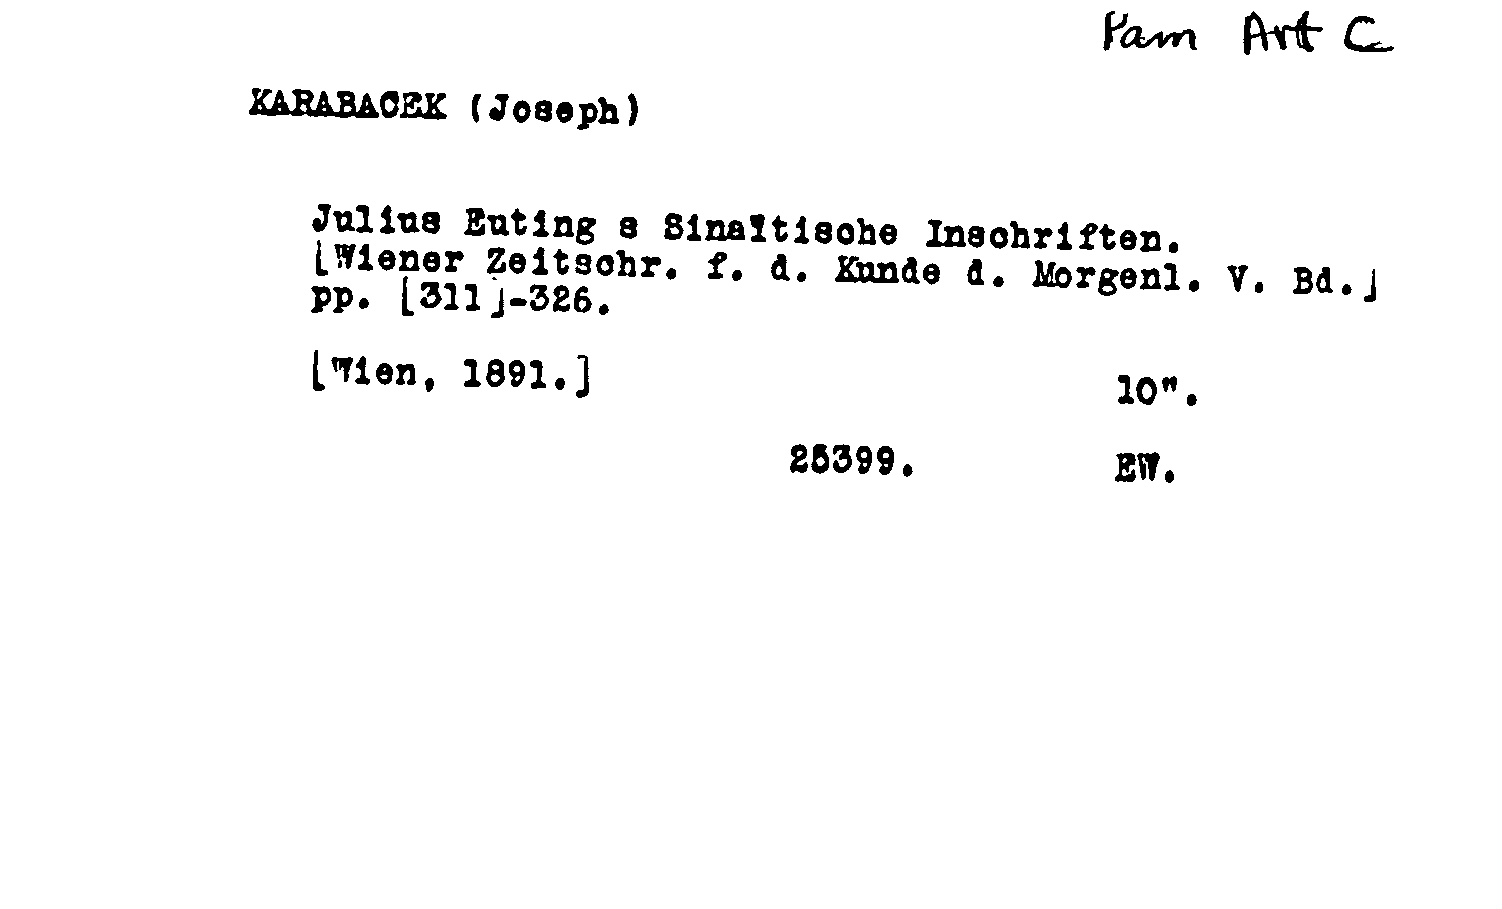 Pam Art C
KARABACEK (Joseph)
Julius Euting s Sinaïtische Inschriften.
[Wiener Zeitschr. f. d. Kunde d. Morgenl. V. Bd.]
pp. [311]-326.
[Wien, 1891.]
10".
25399.
EW.